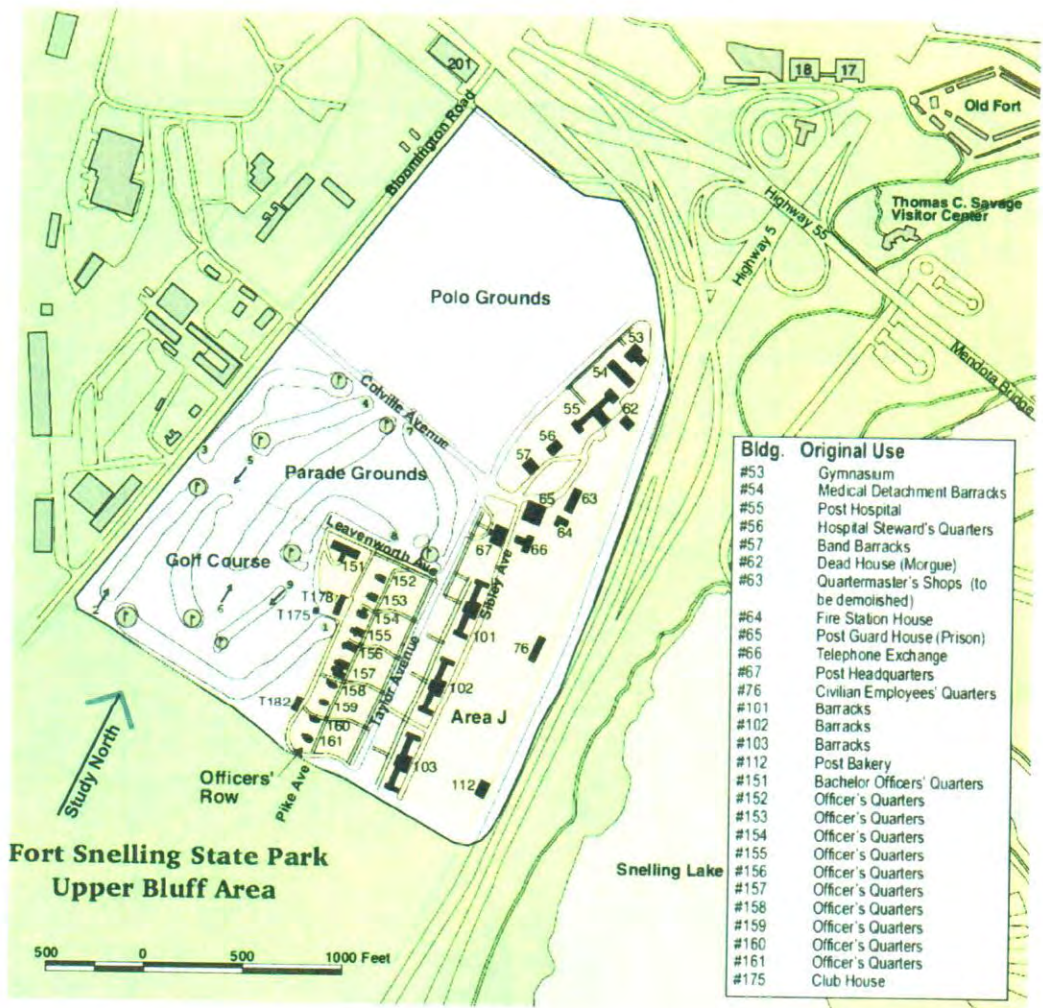 201
Bloomington Road
18
17
Old Fort
Thomas C. Savage
Visitor Center
Highway 55
Highway 5
Mendota Bridge
Polo Grounds
53
54
55
62
56
57
Colville Avenue
4
7
3
5
Parade Grounds
65
63
64
67
66
Leavenworth Ave
Golf Course
151
152
153
154
155
156
157
158
159
160
161
T178
T175
T182
2
6
9
1
Sibley Ave
Taylor Avenue
101
102
103
76
112
Area J
Officers'
Row
Pike Ave
Study North
Fort Snelling State Park
Upper Bluff Area
500 0 500 1000 Feet
Snelling Lake
Bldg. Original Use
#53 Gymnasium
#54 Medical Detachment Barracks
#55 Post Hospital
#56 Hospital Steward's Quarters
#57 Band Barracks
#62 Dead House (Morgue)
#63 Quartermaster's Shops (to
be demolished)
#64 Fire Station House
#65 Post Guard House (Prison)
#66 Telephone Exchange
#67 Post Headquarters
#76 Civilian Employees' Quarters
#101 Barracks
#102 Barracks
#103 Barracks
#112 Post Bakery
#151 Bachelor Officers' Quarters
#152 Officer's Quarters
#153 Officer's Quarters
#154 Officer's Quarters
#155 Officer's Quarters
#156 Officer's Quarters
#157 Officer's Quarters
#158 Officer's Quarters
#159 Officer's Quarters
#160 Officer's Quarters
#161 Officer's Quarters
#175 Club House